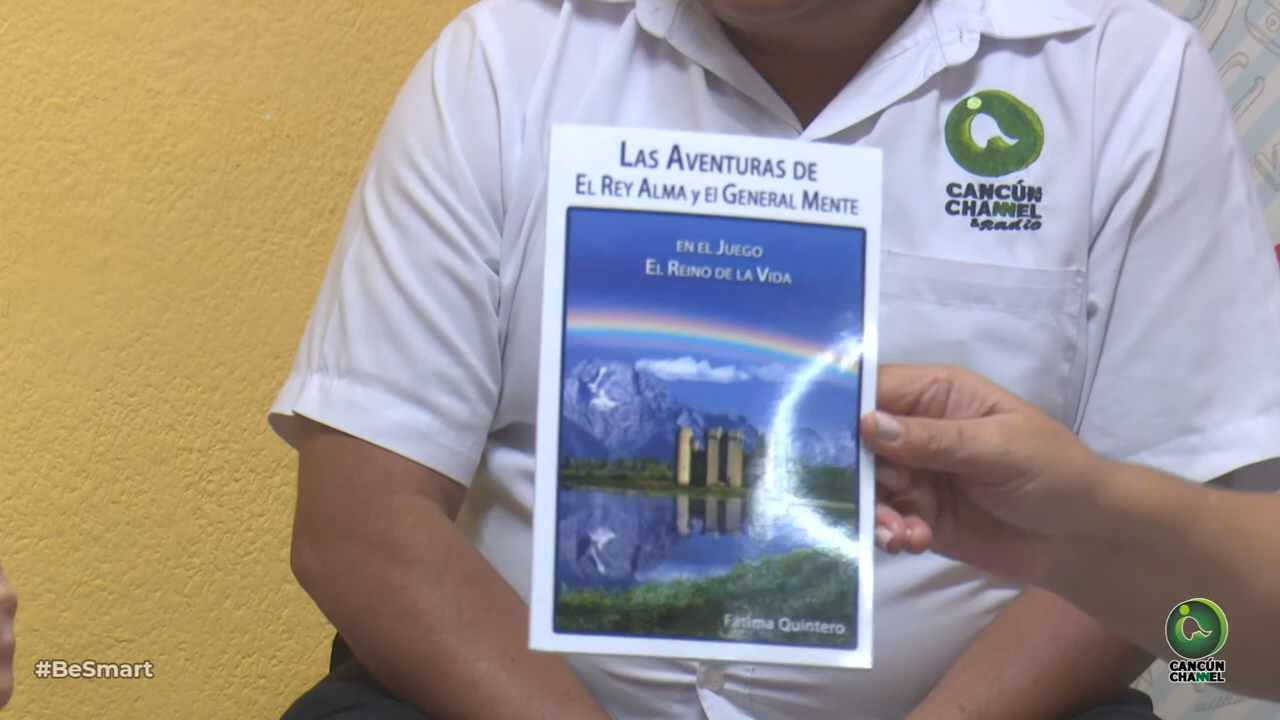 LAS AVENTURAS DE
EL REY ALMA Y El GENERAL MENTE
EN EL JUEGO
EL REINO DE LA VIDA
Fátima Quintero
CANCÚN
CHANNEL
& Radio
#BeSmart
CANCÚN
CHANNEL